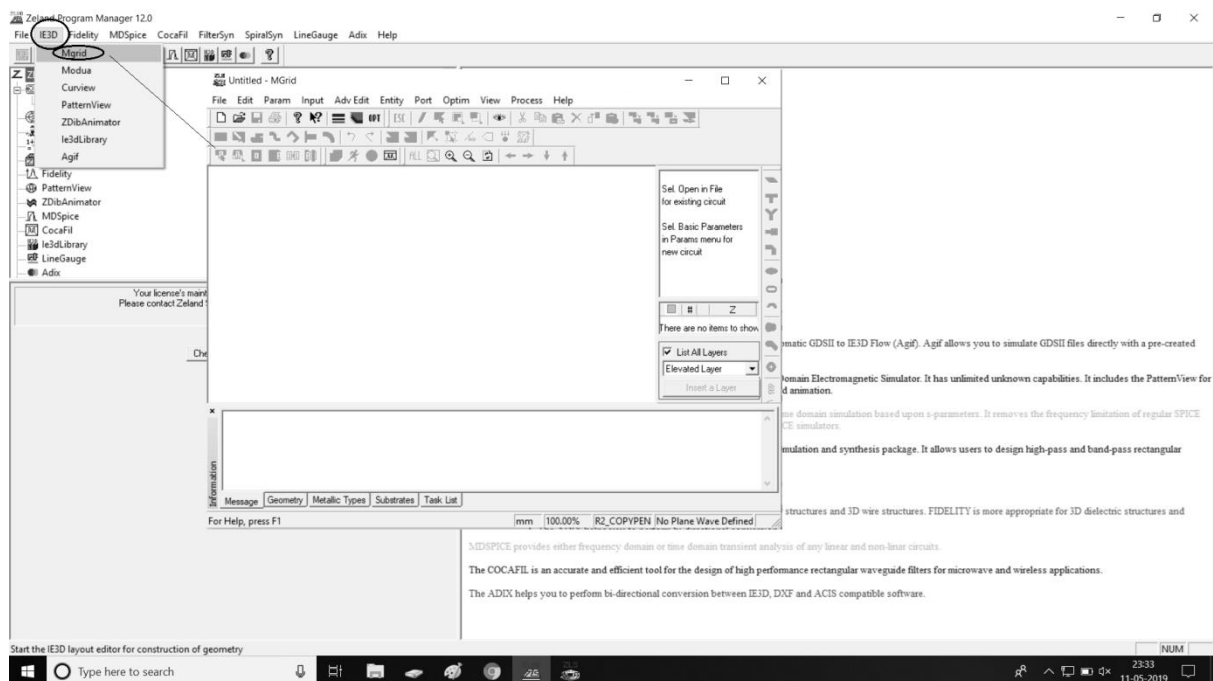 Zeland Program Manager 12.0
File IE3D Fidelity MDSpice CocaFil FilterSyn SpiralSyn LineGauge Adix Help
Mgrid
Modua
Curview
PatternView
ZDibAnimator
Ie3dLibrary
Agif
Fidelity
PatternView
ZDibAnimator
MDSpice
CocaFil
Ie3dLibrary
LineGauge
Adix
Your license's maint
Please contact Zeland
Che
Untitled - MGrid
File Edit Param Input Adv Edit Entity Port Optim View Process Help
Sel. Open in File
for existing circuit
Sel. Basic Parameters
in Params menu for
new circuit
# Z
There are no items to show
List All Layers
Elevated Layer
Insert a Layer
Information
Message Geometry Metallic Types Substrates Task List
For Help, press F1
mm 100.00% R2_COPYPEN No Plane Wave Defined
omatic GDSII to IE3D Flow (Agif). Agif allows you to simulate GDSII files directly with a pre-created
Domain Electromagnetic Simulator. It has unlimited unknown capabilities. It includes the PatternView for
d animation.
me domain simulation based upon s-parameters. It removes the frequency limitation of regular SPICE
CE simulators.
mulation and synthesis package. It allows users to design high-pass and band-pass rectangular
structures and 3D wire structures. FIDELITY is more appropriate for 3D dielectric structures and
MDSPICE provides either frequency domain or time domain transient analysis of any linear and non-linar circuits.
The COCAFIL is an accurate and efficient tool for the design of high performance rectangular waveguide filters for microwave and wireless applications.
The ADIX helps you to perform bi-directional conversion between IE3D, DXF and ACIS compatible software.
Start the IE3D layout editor for construction of geometry
NUM
Type here to search
23:33
11-05-2019